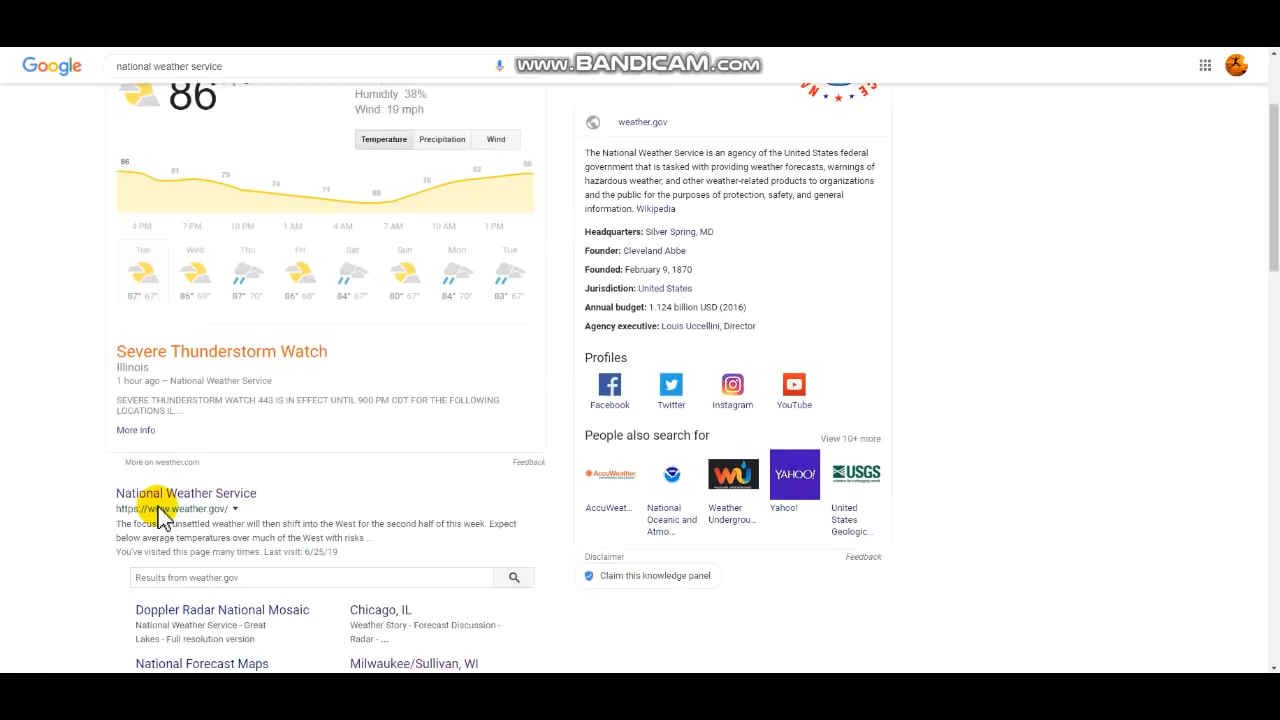 Google
national weather service
www.BANDICAM.com
86
Humidity: 38%
Wind: 19 mph
Temperature
Precipitation
Wind
86
81
79
74
71
69
76
82
85
4 PM
7 PM
10 PM
1 AM
4 AM
7 AM
10 AM
1 PM
Tue
Wed
Thu
Fri
Sat
Sun
Mon
Tue
87° 67°
86° 69°
87° 70°
86° 68°
84° 67°
80° 67°
84° 70°
83° 67°
Severe Thunderstorm Watch
Illinois
1 hour ago – National Weather Service
SEVERE THUNDERSTORM WATCH 443 IS IN EFFECT UNTIL 900 PM CDT FOR THE FOLLOWING
LOCATIONS IL ...
More info
More on weather.com
Feedback
National Weather Service
https://www.weather.gov/
The focus unsettled weather will then shift into the West for the second half of this week. Expect
below average temperatures over much of the West with risks ...
You've visited this page many times. Last visit: 6/25/19
Results from weather.gov
Doppler Radar National Mosaic
National Weather Service - Great
Lakes - Full resolution version
Chicago, IL
Weather Story - Forecast Discussion -
Radar - ...
National Forecast Maps
Milwaukee/Sullivan, WI
weather.gov
The National Weather Service is an agency of the United States federal
government that is tasked with providing weather forecasts, warnings of
hazardous weather, and other weather-related products to organizations
and the public for the purposes of protection, safety, and general
information. Wikipedia
Headquarters: Silver Spring, MD
Founder: Cleveland Abbe
Founded: February 9, 1870
Jurisdiction: United States
Annual budget: 1.124 billion USD (2016)
Agency executive: Louis Uccellini, Director
Profiles
Facebook
Twitter
Instagram
YouTube
People also search for
View 10+ more
AccuWeather
YAHOO!
USGS
AccuWeat...
National
Oceanic and
Atmo...
Weather
Undergrou...
Yahoo!
United
States
Geologic...
Disclaimer
Feedback
Claim this knowledge panel